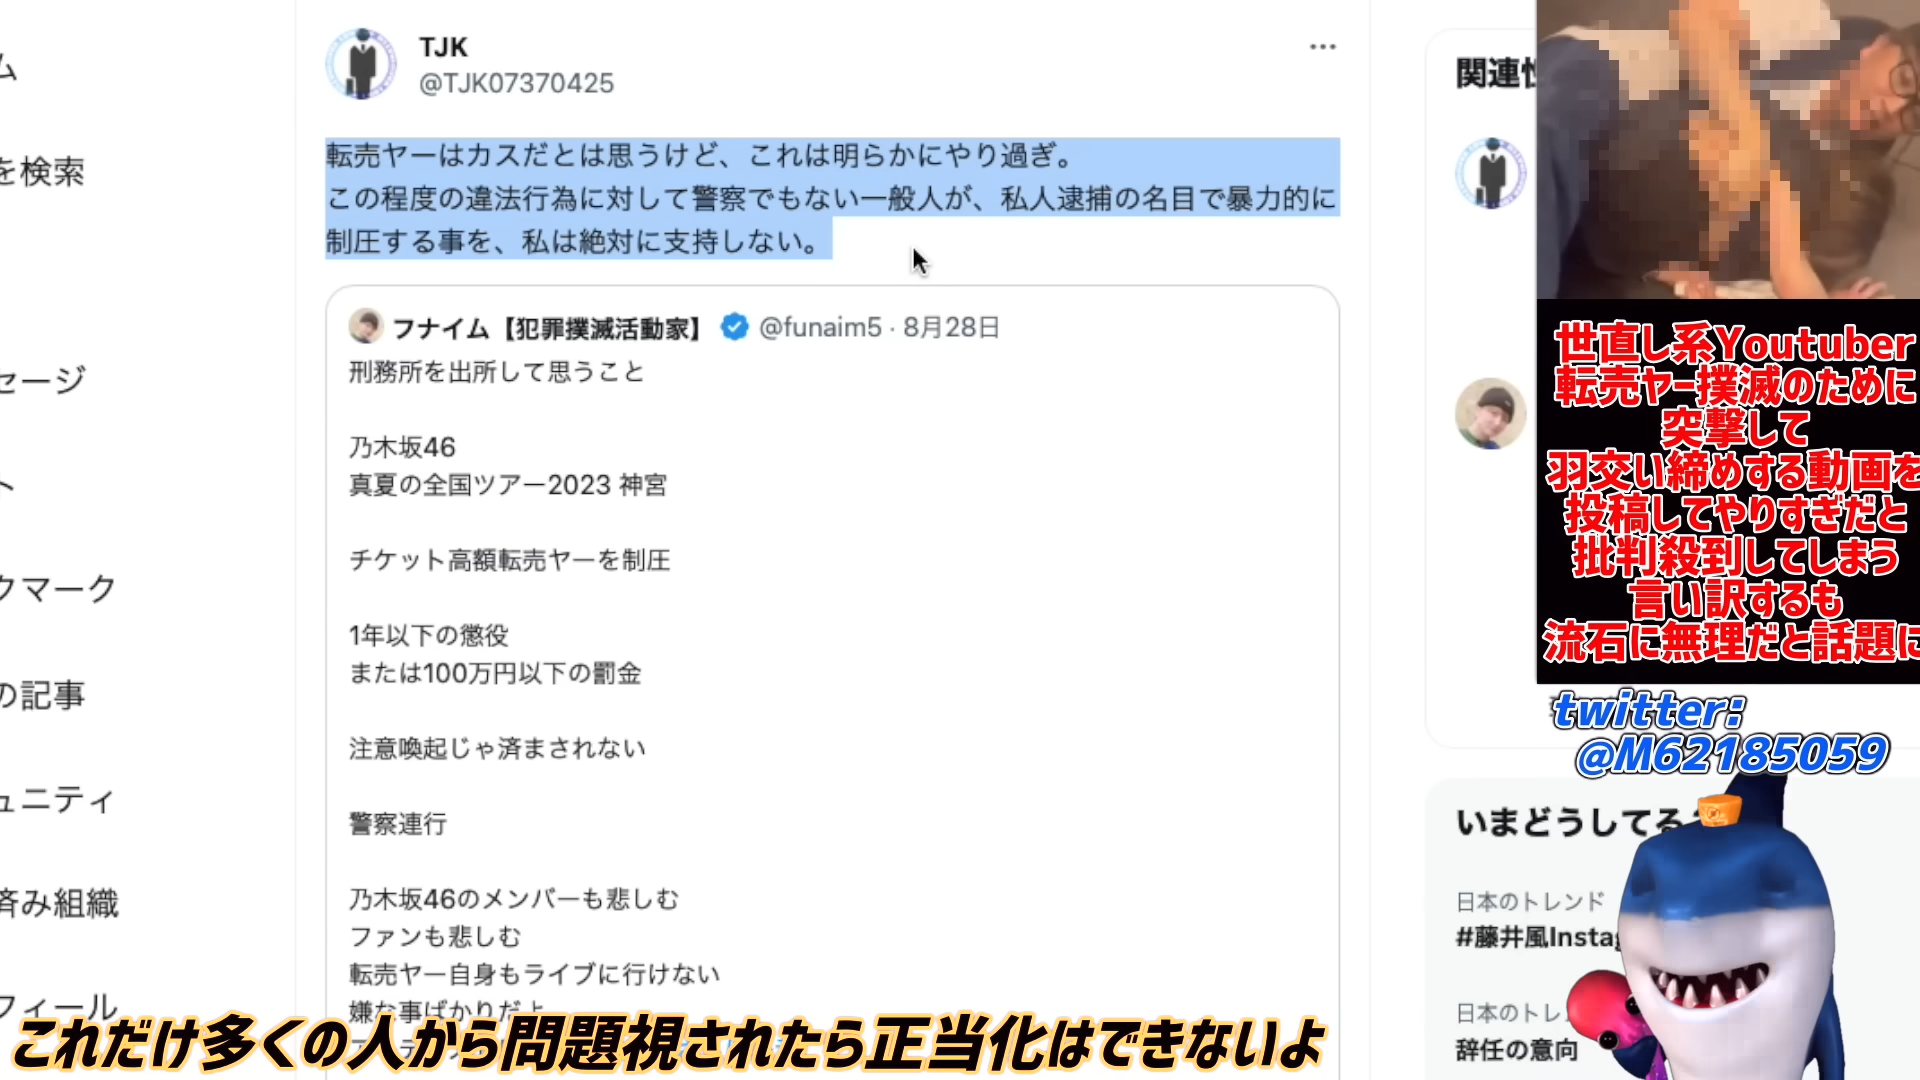 ム
を検索
セージ
ト
クマーク
の記事
ュニティ
済み組織
フィール
TJK
@TJK07370425
転売ヤーはカスだとは思うけど、これは明らかにやり過ぎ。
この程度の違法行為に対して警察でもない一般人が、私人逮捕の名目で暴力的に
制圧する事を、私は絶対に支持しない。
フナイム【犯罪撲滅活動家】 @funaim5 · 8月28日
刑務所を出所して思うこと
乃木坂46
真夏の全国ツアー2023 神宮
チケット高額転売ヤーを制圧
1年以下の懲役
または100万円以下の罰金
注意喚起じゃ済まされない
警察連行
乃木坂46のメンバーも悲しむ
ファンも悲しむ
転売ヤー自身もライブに行けない
嫌な事ばかりだよ
これだけ多くの人から問題視されたら正当化はできないよ
関連性
世直し系Youtuber
転売ヤー撲滅のために
突撃して
羽交い締めする動画を
投稿してやりすぎだと
批判殺到してしまう
言い訳するも
流石に無理だと話題に
twitter:
@M62185059
いまどうしてる?
日本のトレンド
#藤井風Insta
日本のトレ
辞任の意向